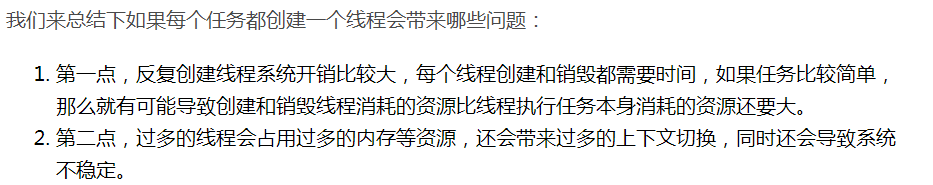 我们来总结下如果每个任务都创建一个线程会带来哪些问题：
1. 第一点，反复创建线程系统开销比较大，每个线程创建和销毁都需要时间，如果任务比较简单，
那么就有可能导致创建和销毁线程消耗的资源比线程执行任务本身消耗的资源还要大。
2. 第二点，过多的线程会占用过多的内存等资源，还会带来过多的上下文切换，同时还会导致系统
不稳定。